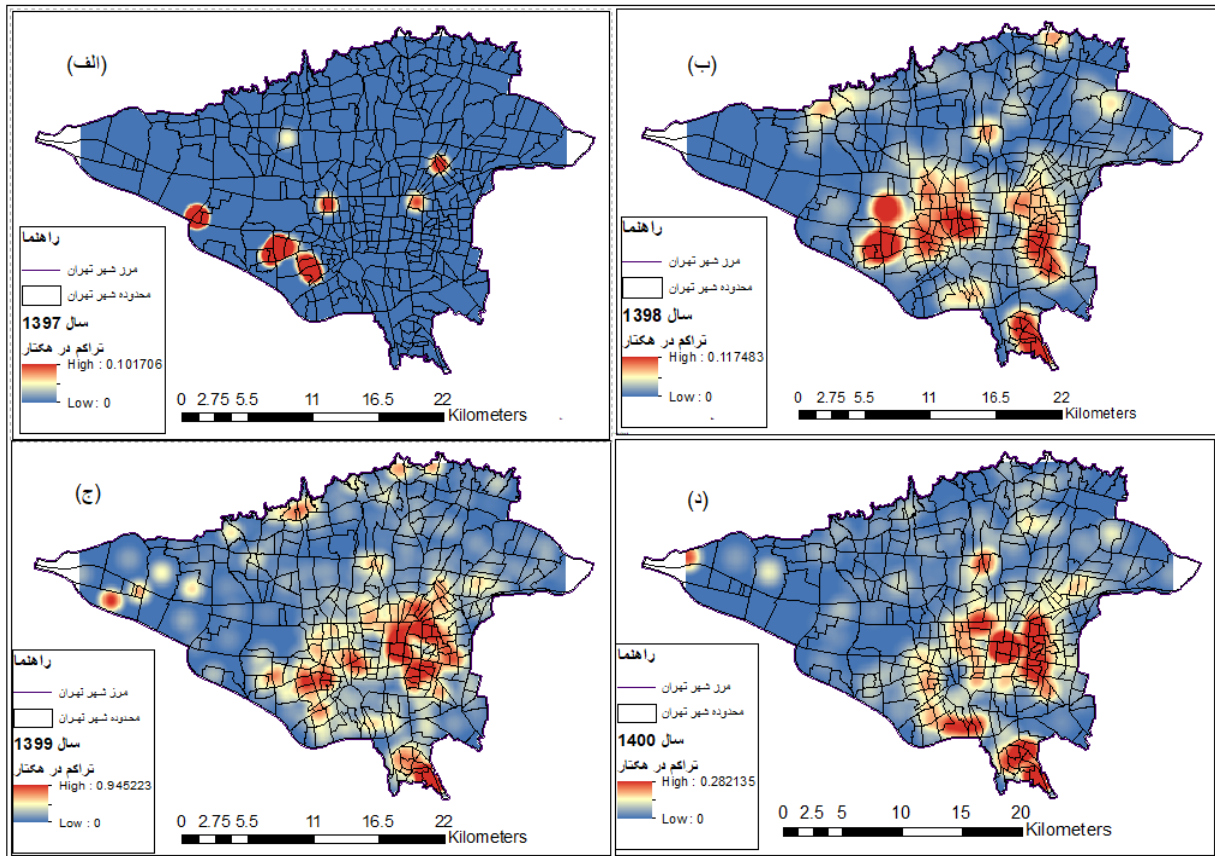 (الف)
راهنما
مرز شهر تهران
محدوده شهر تهران
سال 1397
تراکم در هکتار
High : 0.101706
Low : 0
0 2.75 5.5 11 16.5 22
Kilometers
(ب)
راهنما
مرز شهر تهران
محدوده شهر تهران
سال 1398
تراکم در هکتار
High : 0.117483
Low : 0
0 2.75 5.5 11 16.5 22
Kilometers
(ج)
راهنما
مرز شهر تهران
محدوده شهر تهران
سال 1399
تراکم در هکتار
High : 0.945223
Low : 0
0 2.75 5.5 11 16.5 22
Kilometers
(د)
راهنما
مرز شهر تهران
محدوده شهر تهران
سال 1400
تراکم در هکتار
High : 0.282135
Low : 0
0 2.5 5 10 15 20
Kilometers